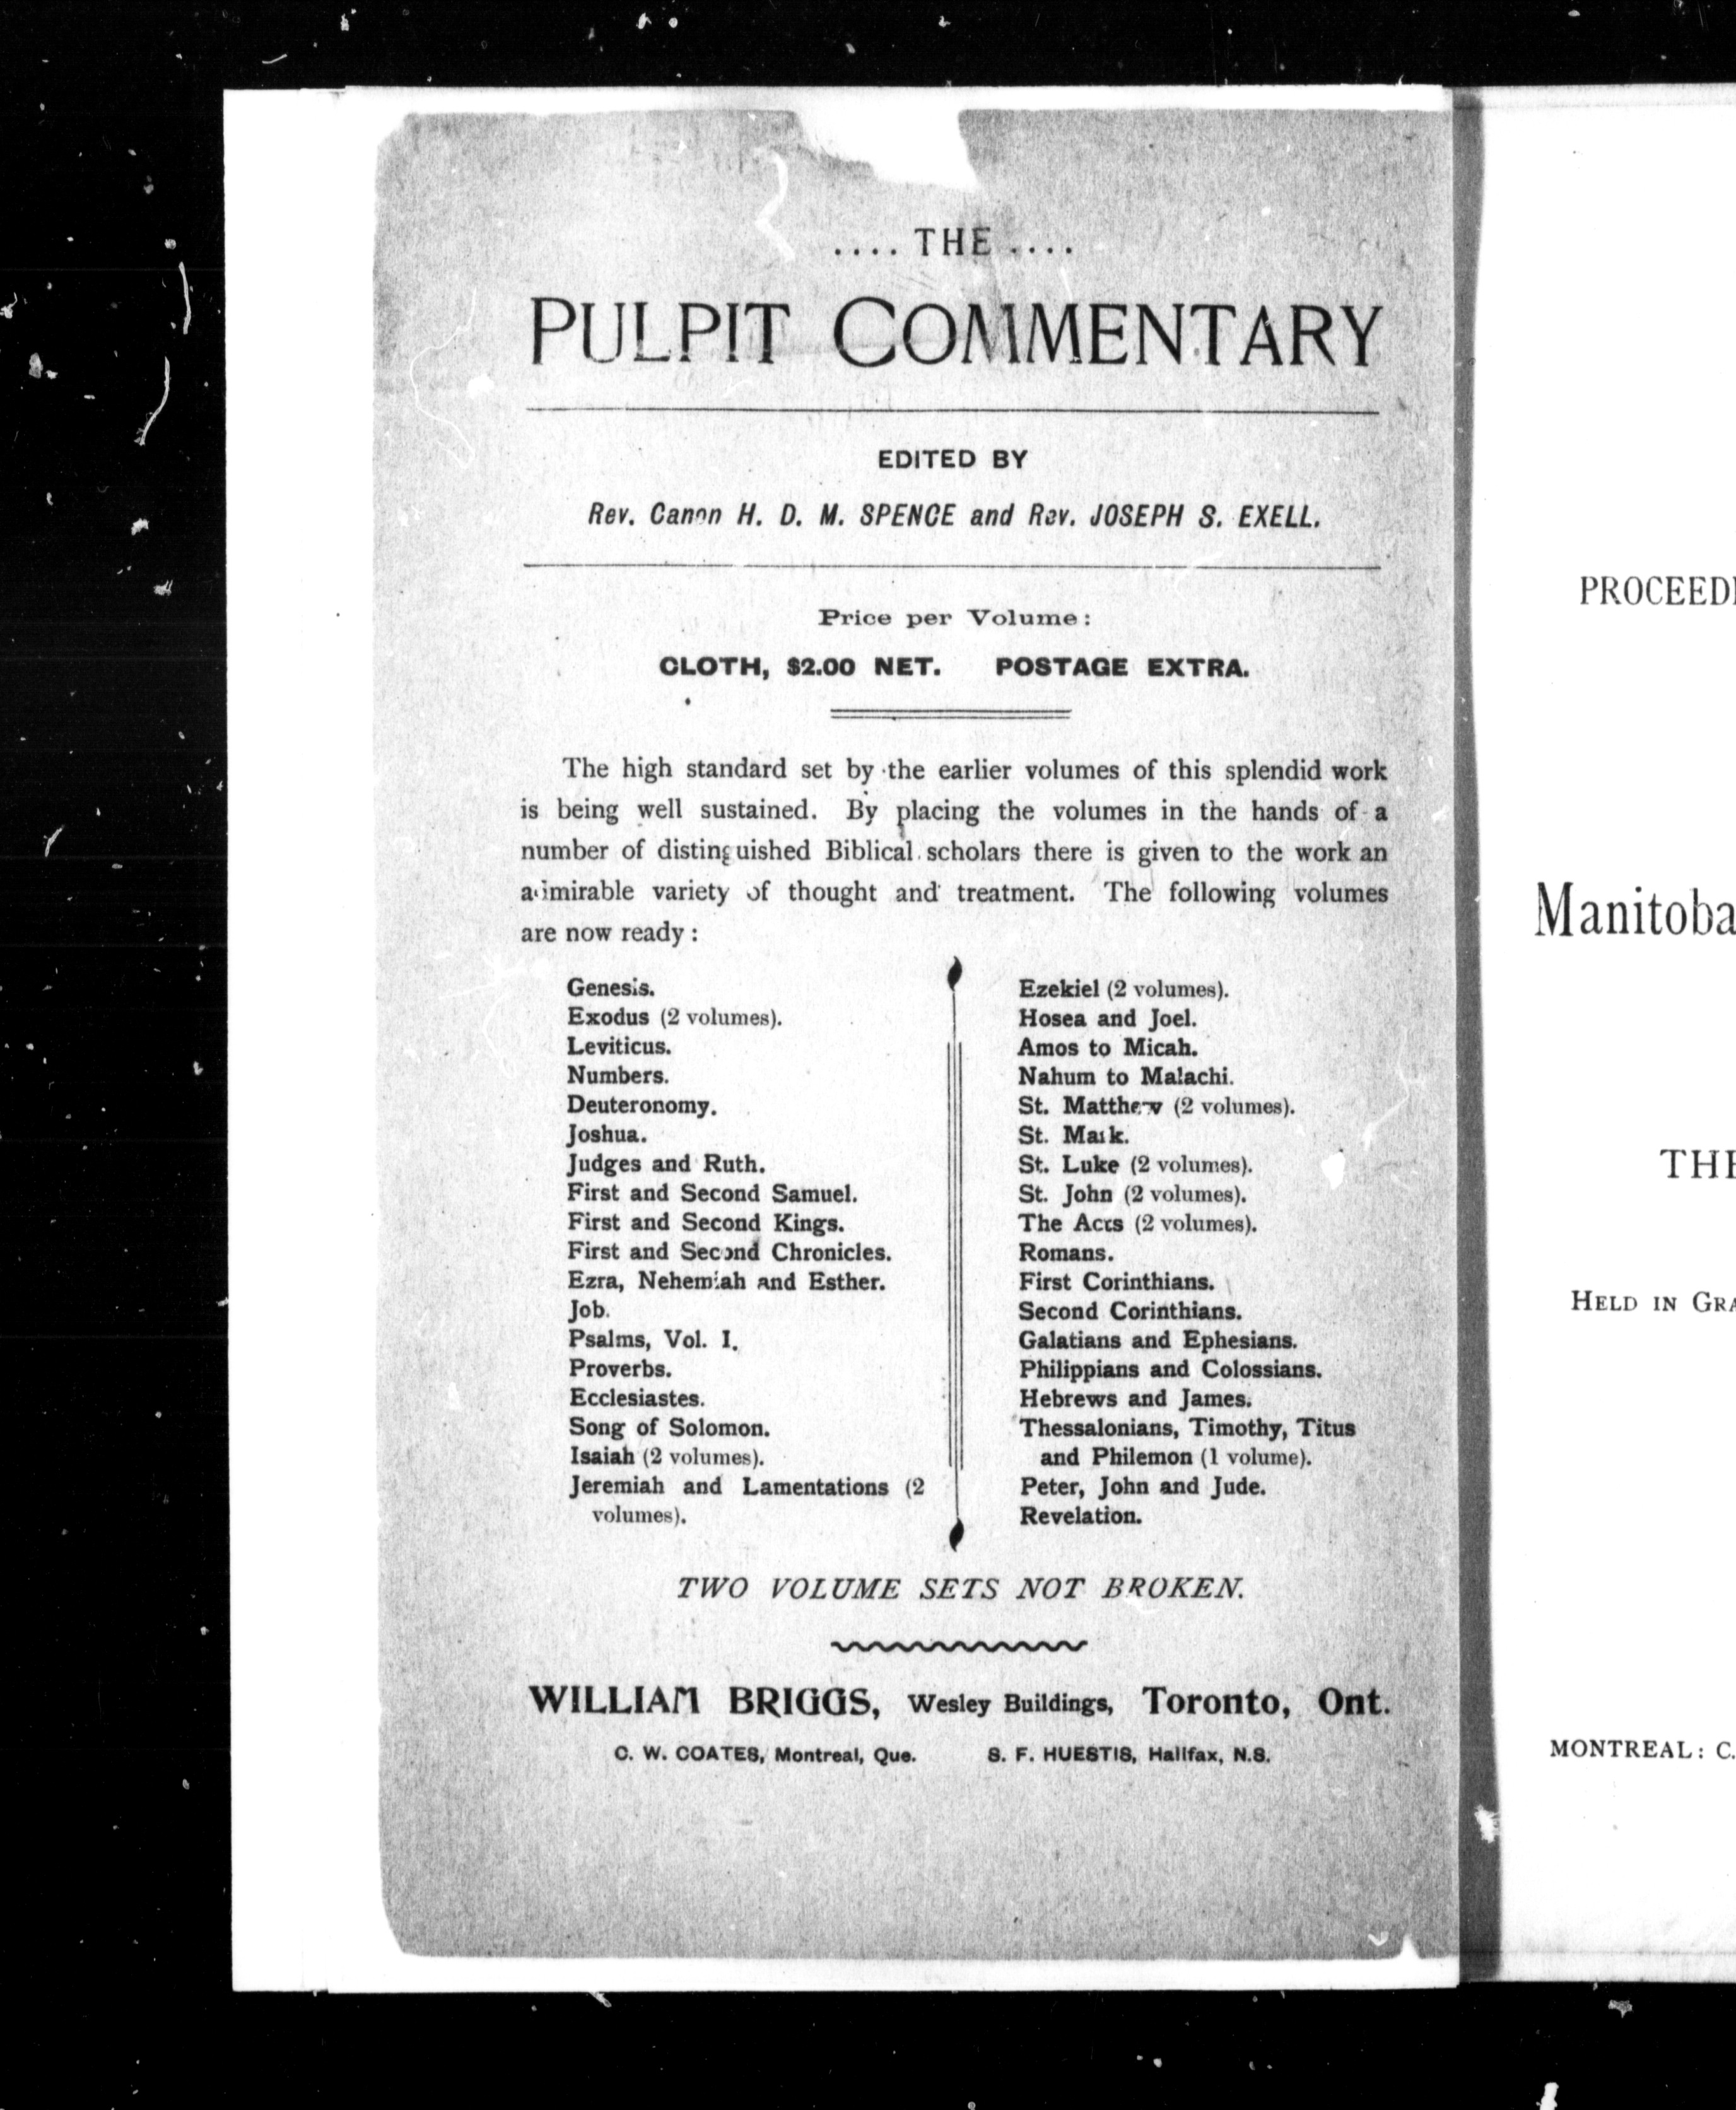 .... THE ....
PULPIT COMMENTARY
EDITED BY
Rev. Canon H. D. M. SPENCE and Rev. JOSEPH S. EXELL.
Price per Volume:
CLOTH, $2.00 NET. POSTAGE EXTRA.
The high standard set by the earlier volumes of this splendid work
is being well sustained. By placing the volumes in the hands of a
number of distinguished Biblical scholars there is given to the work an
admirable variety of thought and treatment. The following volumes
are now ready:
Genesis.
Exodus (2 volumes).
Leviticus.
Numbers.
Deuteronomy.
Joshua.
Judges and Ruth.
First and Second Samuel.
First and Second Kings.
First and Second Chronicles.
Ezra, Nehemiah and Esther.
Job.
Psalms, Vol. I.
Proverbs.
Ecclesiastes.
Song of Solomon.
Isaiah (2 volumes).
Jeremiah and Lamentations (2
volumes).
Ezekiel (2 volumes).
Hosea and Joel.
Amos to Micah.
Nahum to Malachi.
St. Matthew (2 volumes).
St. Mark.
St. Luke (2 volumes).
St. John (2 volumes).
The Acts (2 volumes).
Romans.
First Corinthians.
Second Corinthians.
Galatians and Ephesians.
Philippians and Colossians.
Hebrews and James.
Thessalonians, Timothy, Titus
and Philemon (1 volume).
Peter, John and Jude.
Revelation.
TWO VOLUME SETS NOT BROKEN.
WILLIAM BRIGGS, Wesley Buildings, Toronto, Ont.
C. W. COATES, Montreal, Que. S. F. HUESTIS, Halifax, N.S.
Manitoba
HELD IN
MONTREAL: C.